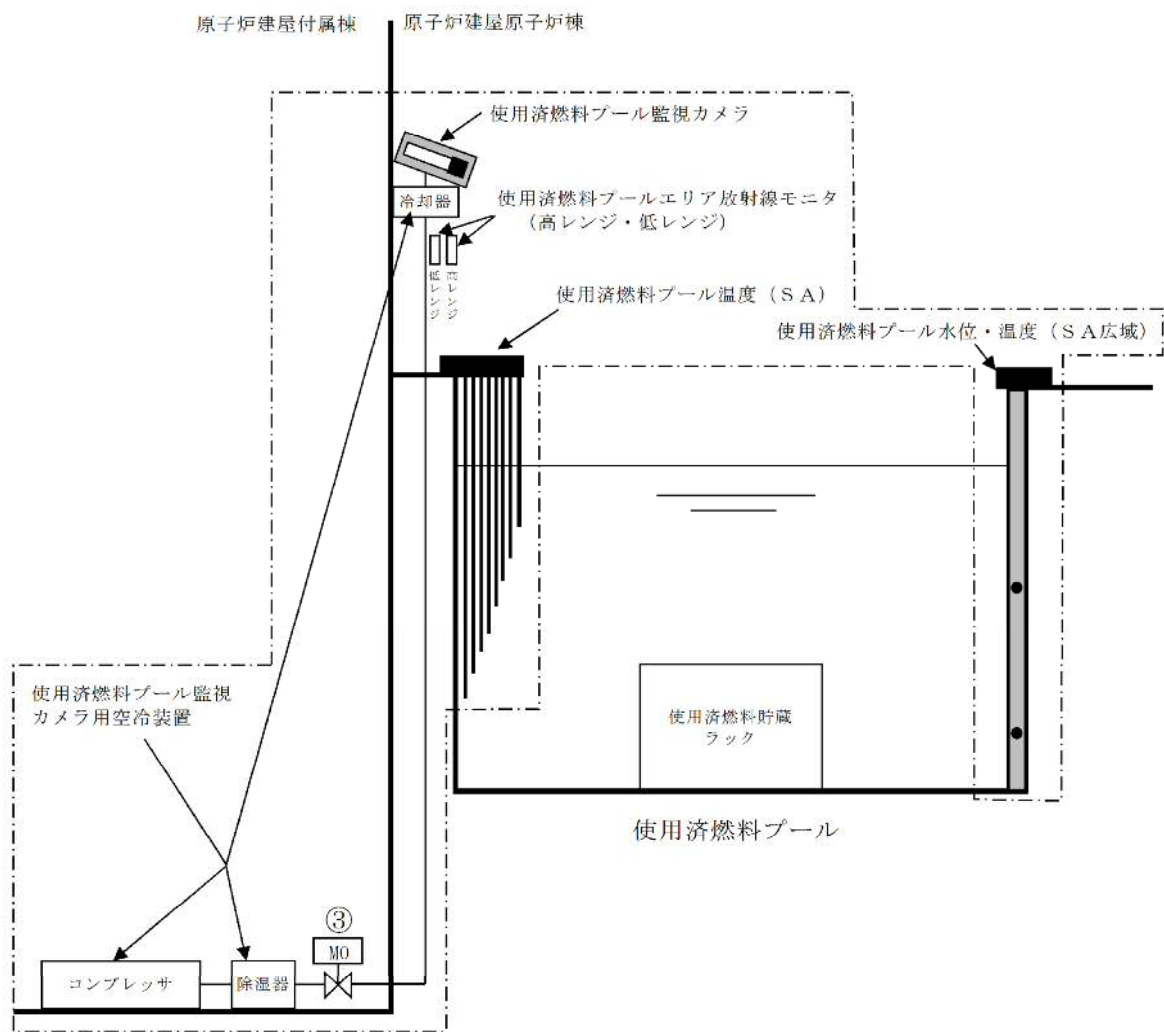 原子炉建屋付属棟
原子炉建屋原子炉棟
使用済燃料プール監視カメラ
冷却器
使用済燃料プールエリア放射線モニタ
(高レンジ・低レンジ)
低レンジ
高レンジ
使用済燃料プール温度(SA)
使用済燃料プール水位・温度(SA広域)
使用済燃料プール監視
カメラ用空冷装置
使用済燃料貯蔵
ラック
使用済燃料プール
③
MO
コンプレッサ
除湿器